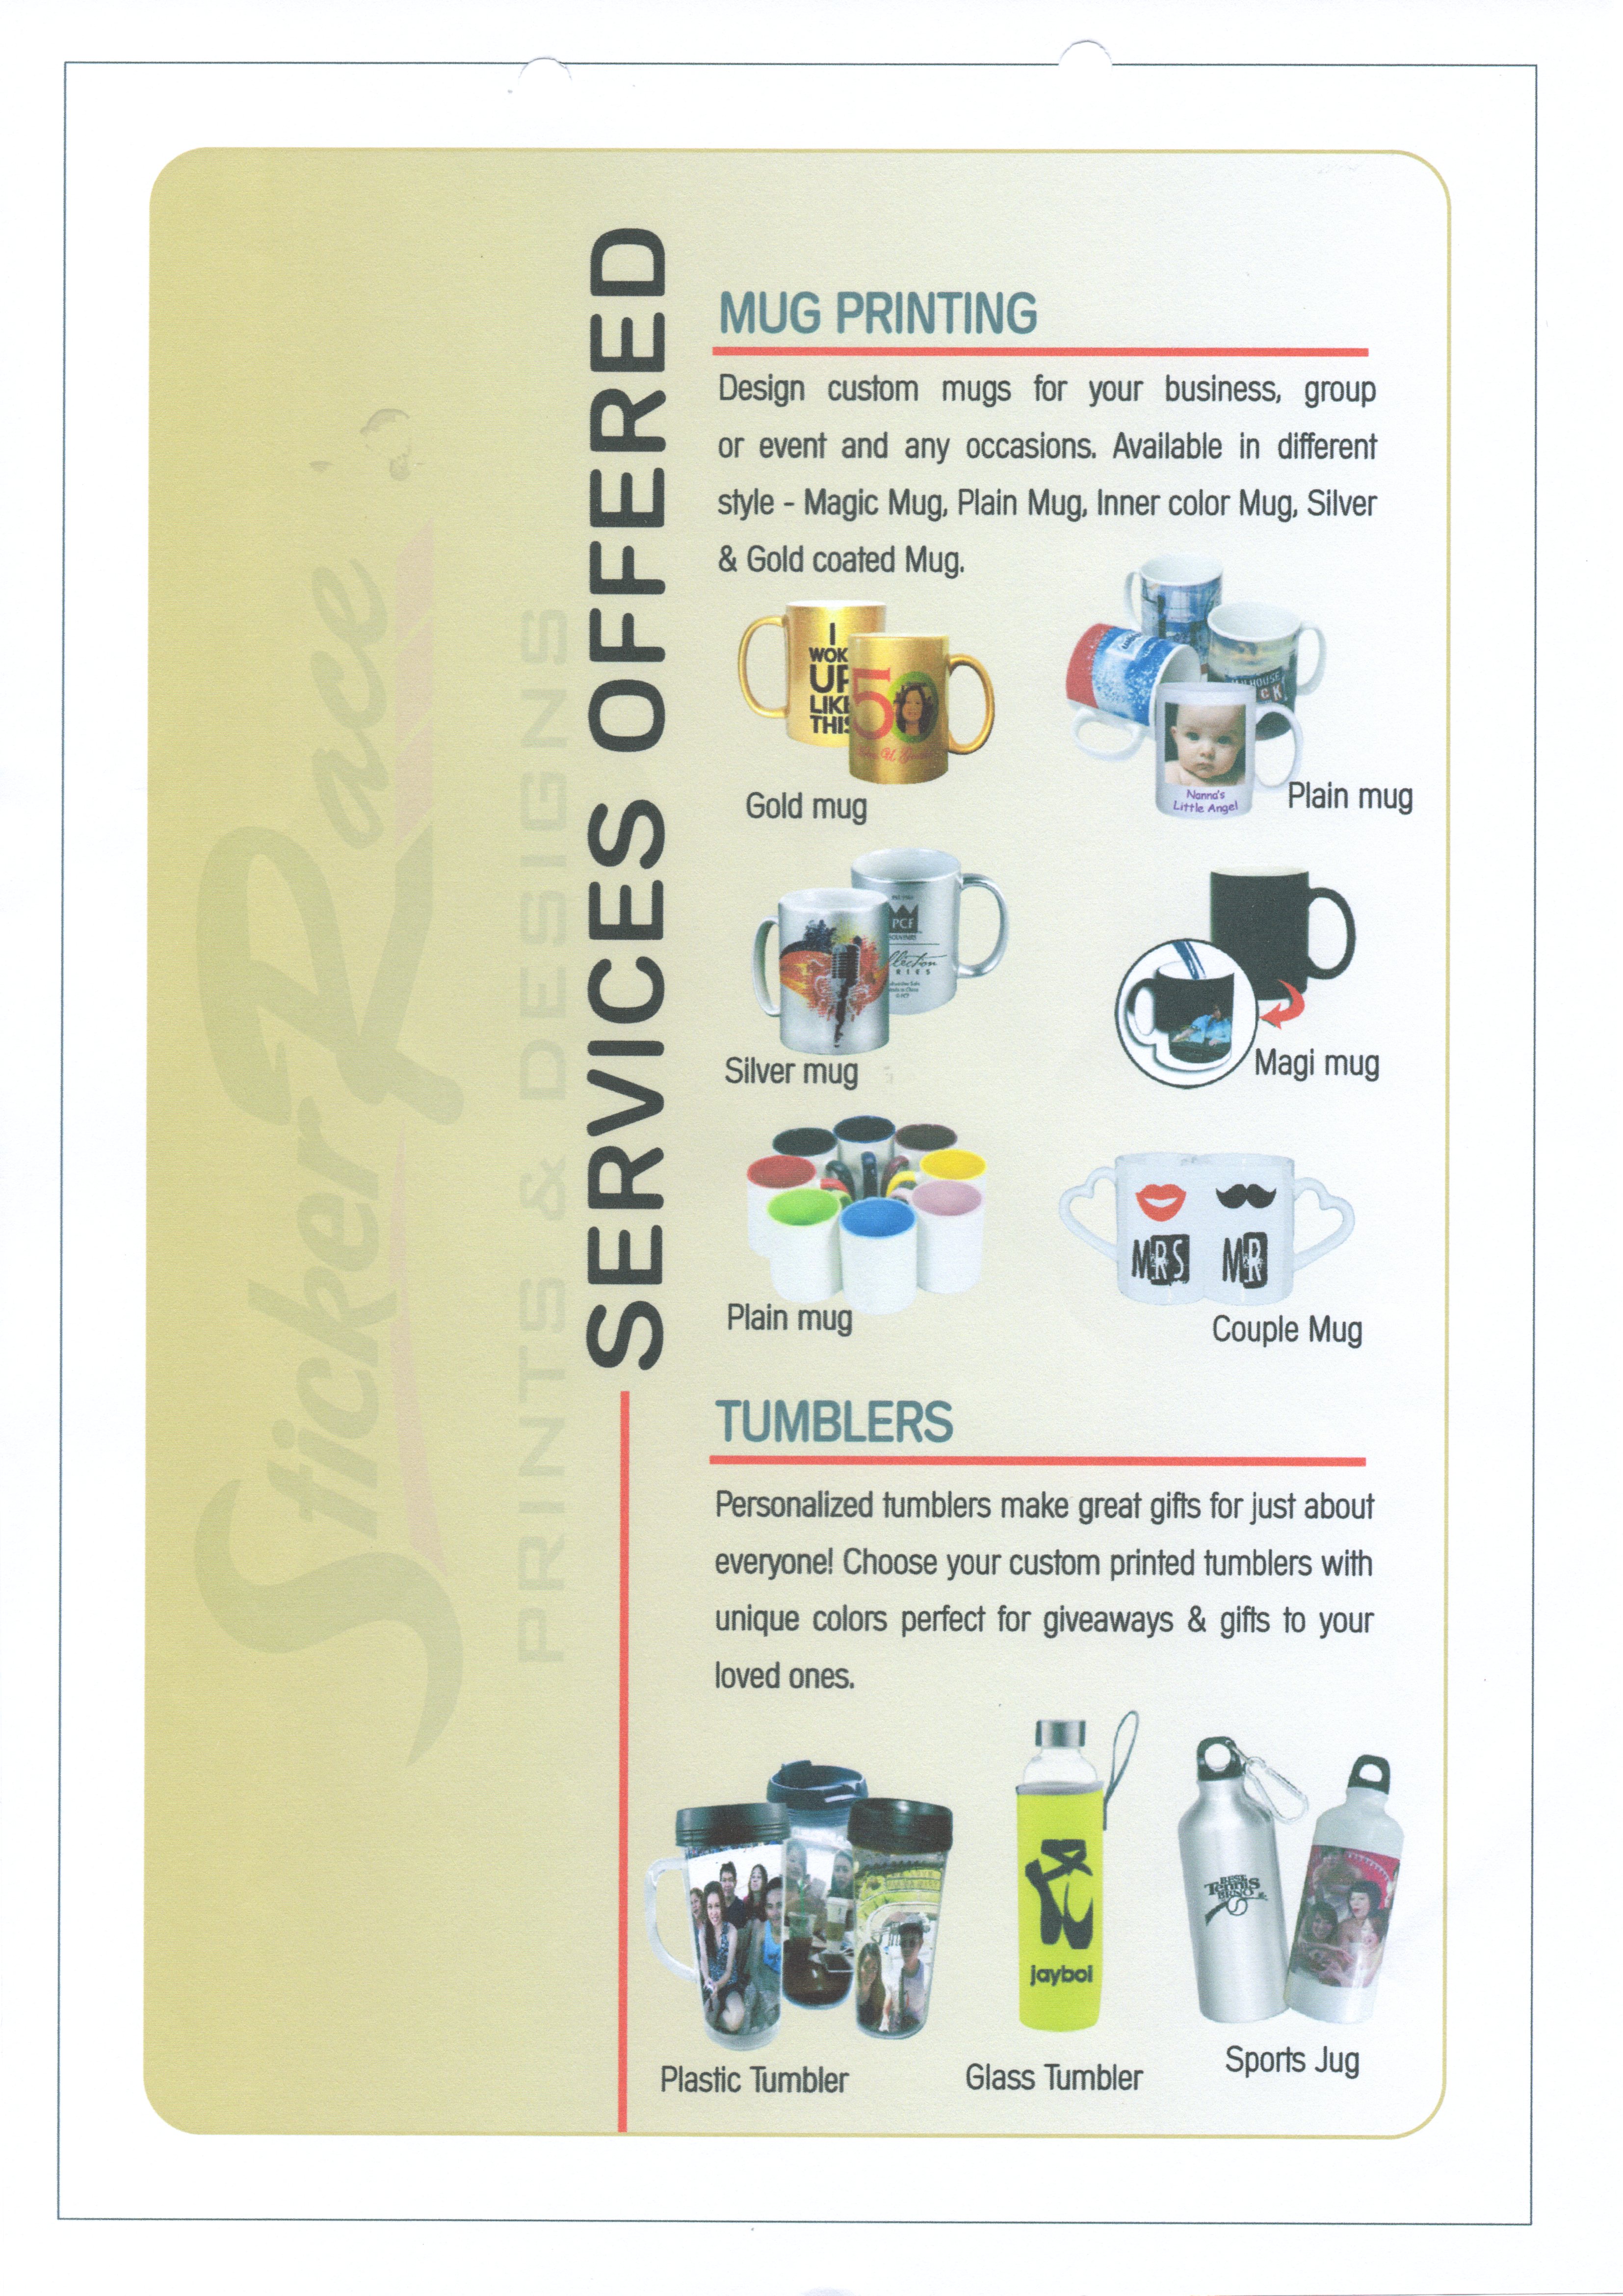 StickerRace
PRINTS & DESIGNS
SERVICES OFFERED
MUG PRINTING
Design custom mugs for your business, group
or event and any occasions. Available in different
style - Magic Mug, Plain Mug, Inner color Mug, Silver
& Gold coated Mug.
I
WOK
UP
LIKE
THIS
50
Gold mug
Nanna's
Little Angel
Plain mug
PCF
Silver mug
Magi mug
Plain mug
MRS
MR
Couple Mug
TUMBLERS
Personalized tumblers make great gifts for just about
everyone! Choose your custom printed tumblers with
unique colors perfect for giveaways & gifts to your
loved ones.
jaybol
BEST
Tennis
Plastic Tumbler
Glass Tumbler
Sports Jug